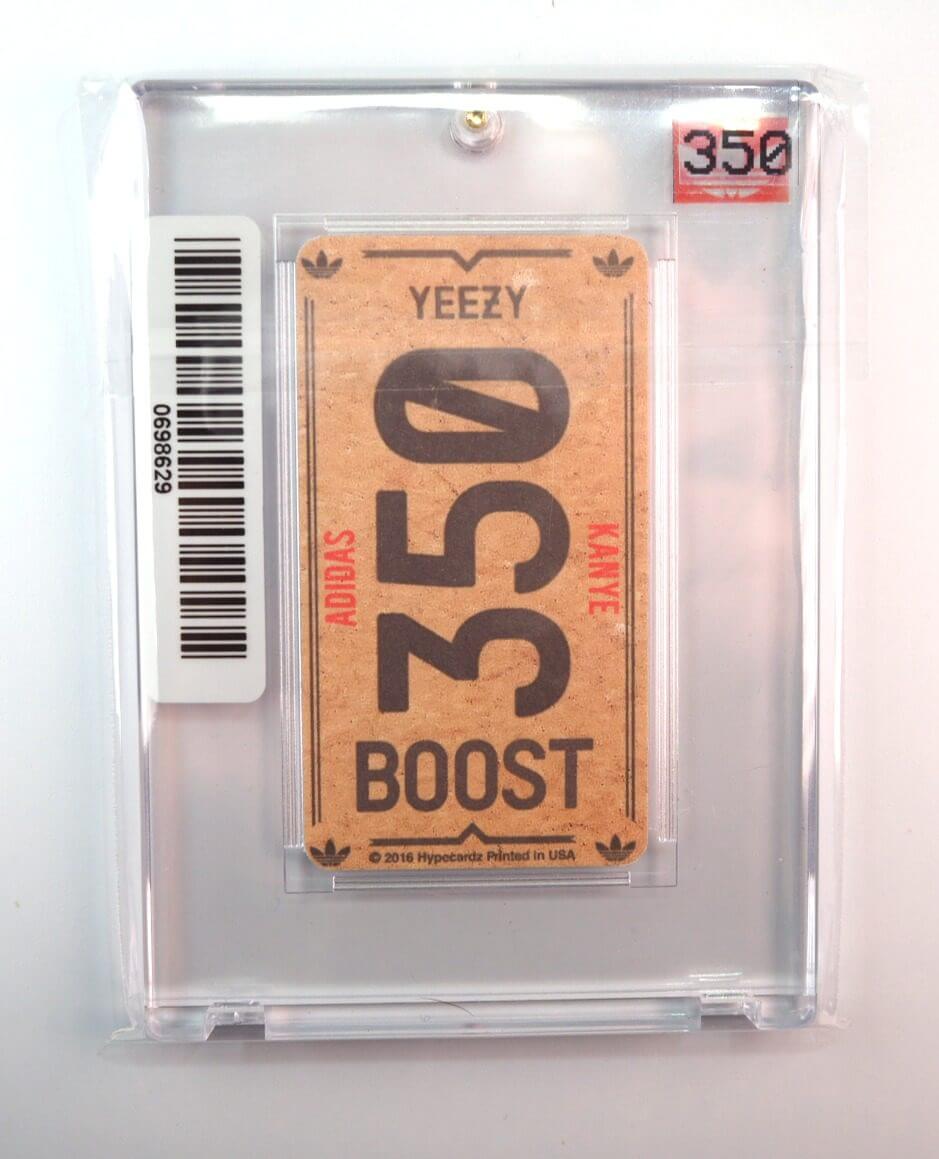 350
0698629
YEEZY
350
ADIDAS
KANYE
BOOST
© 2016 Hypecardz Printed in USA